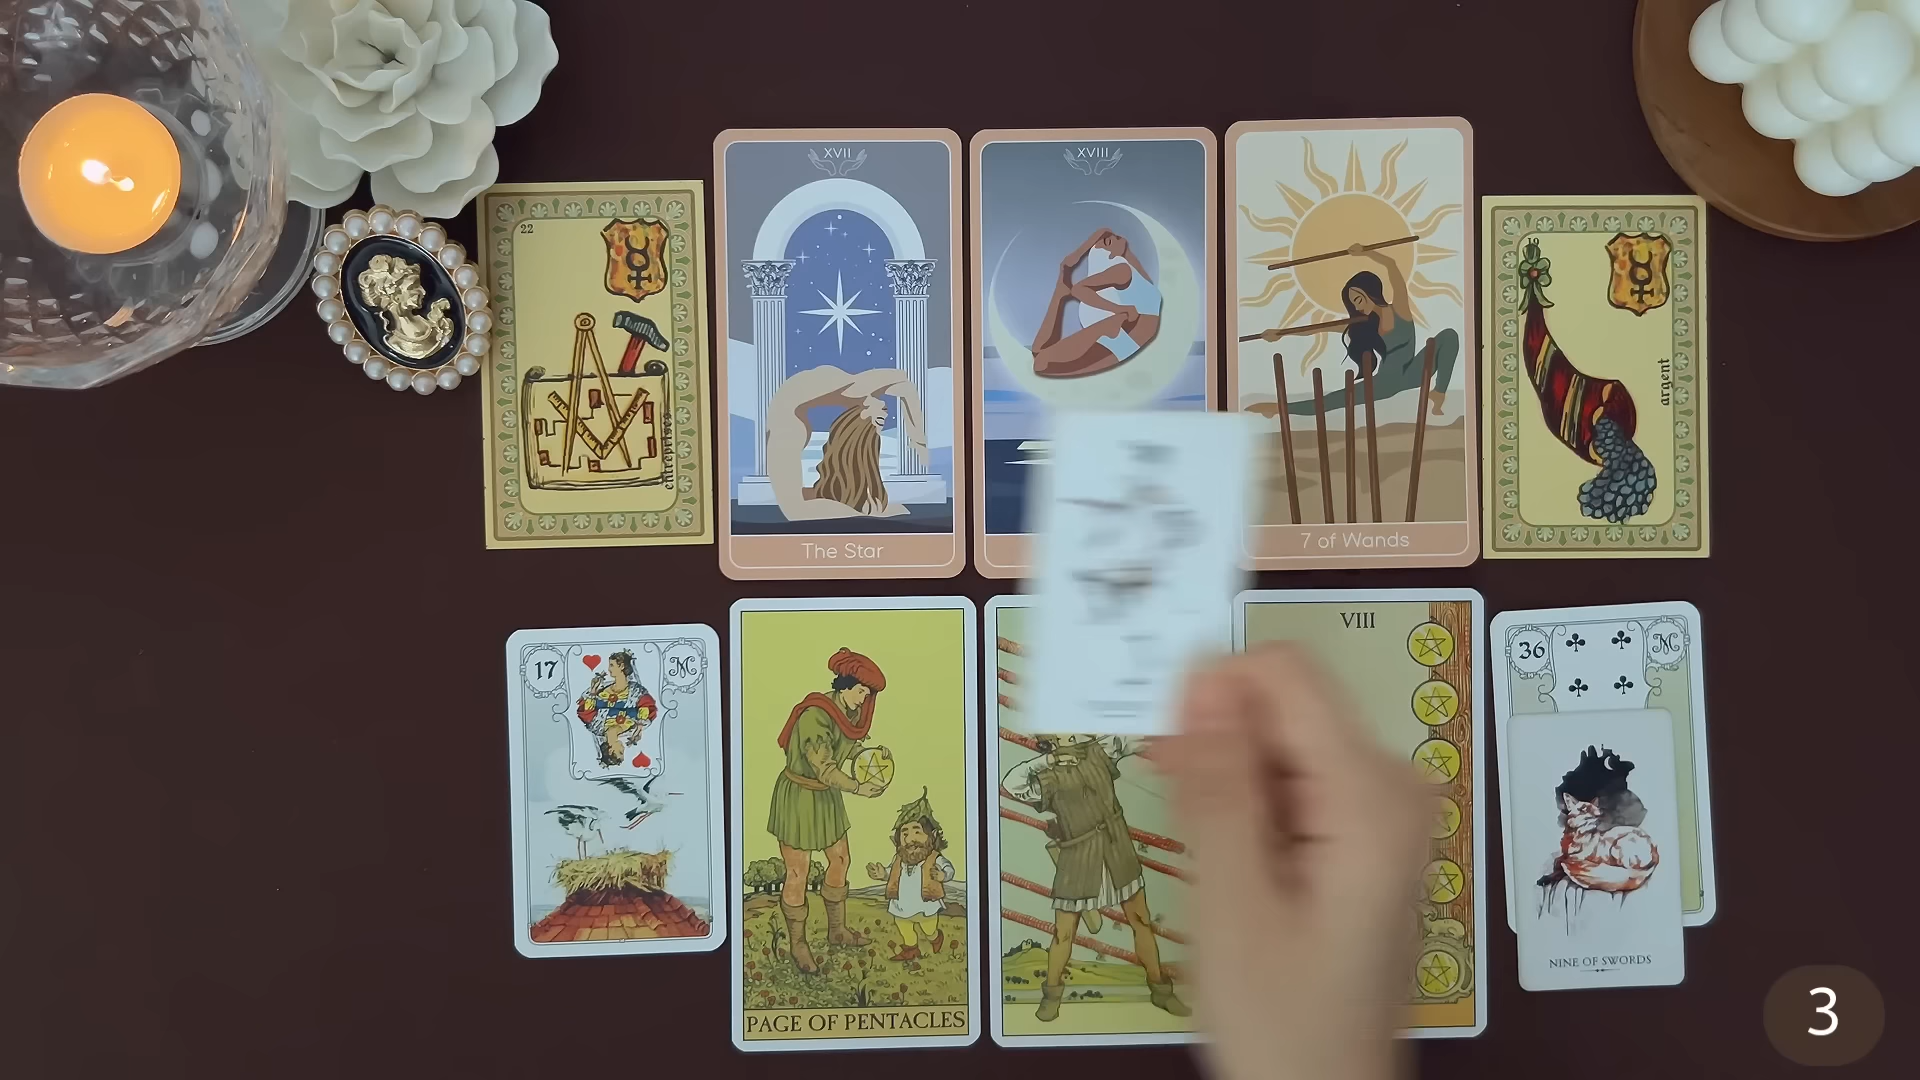 22
entreprises
XVII
The Star
XVIII
7 of Wands
argent
17
M
PAGE OF PENTACLES
VIII
36
M
NINE OF SWORDS
3